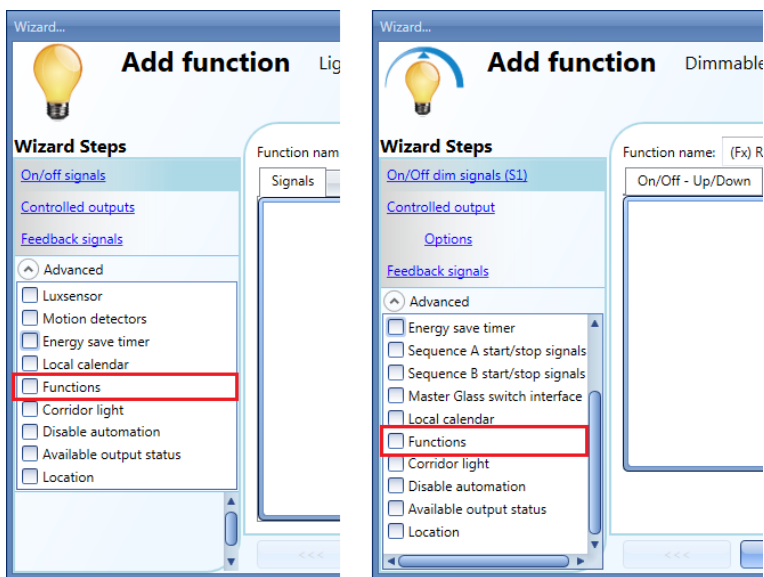 Wizard...
Add function Lig
Wizard Steps
On/off signals
Controlled outputs
Feedback signals
Advanced
Luxsensor
Motion detectors
Energy save timer
Local calendar
Functions
Corridor light
Disable automation
Available output status
Location
Function nam
Signals
<<<
Wizard...
Add function Dimmable
Wizard Steps
On/Off dim signals (S1)
Controlled output
Options
Feedback signals
Advanced
Energy save timer
Sequence A start/stop signals
Sequence B start/stop signals
Master Glass switch interface
Local calendar
Functions
Corridor light
Disable automation
Available output status
Location
Function name: (Fx) R
On/Off - Up/Down
<<<